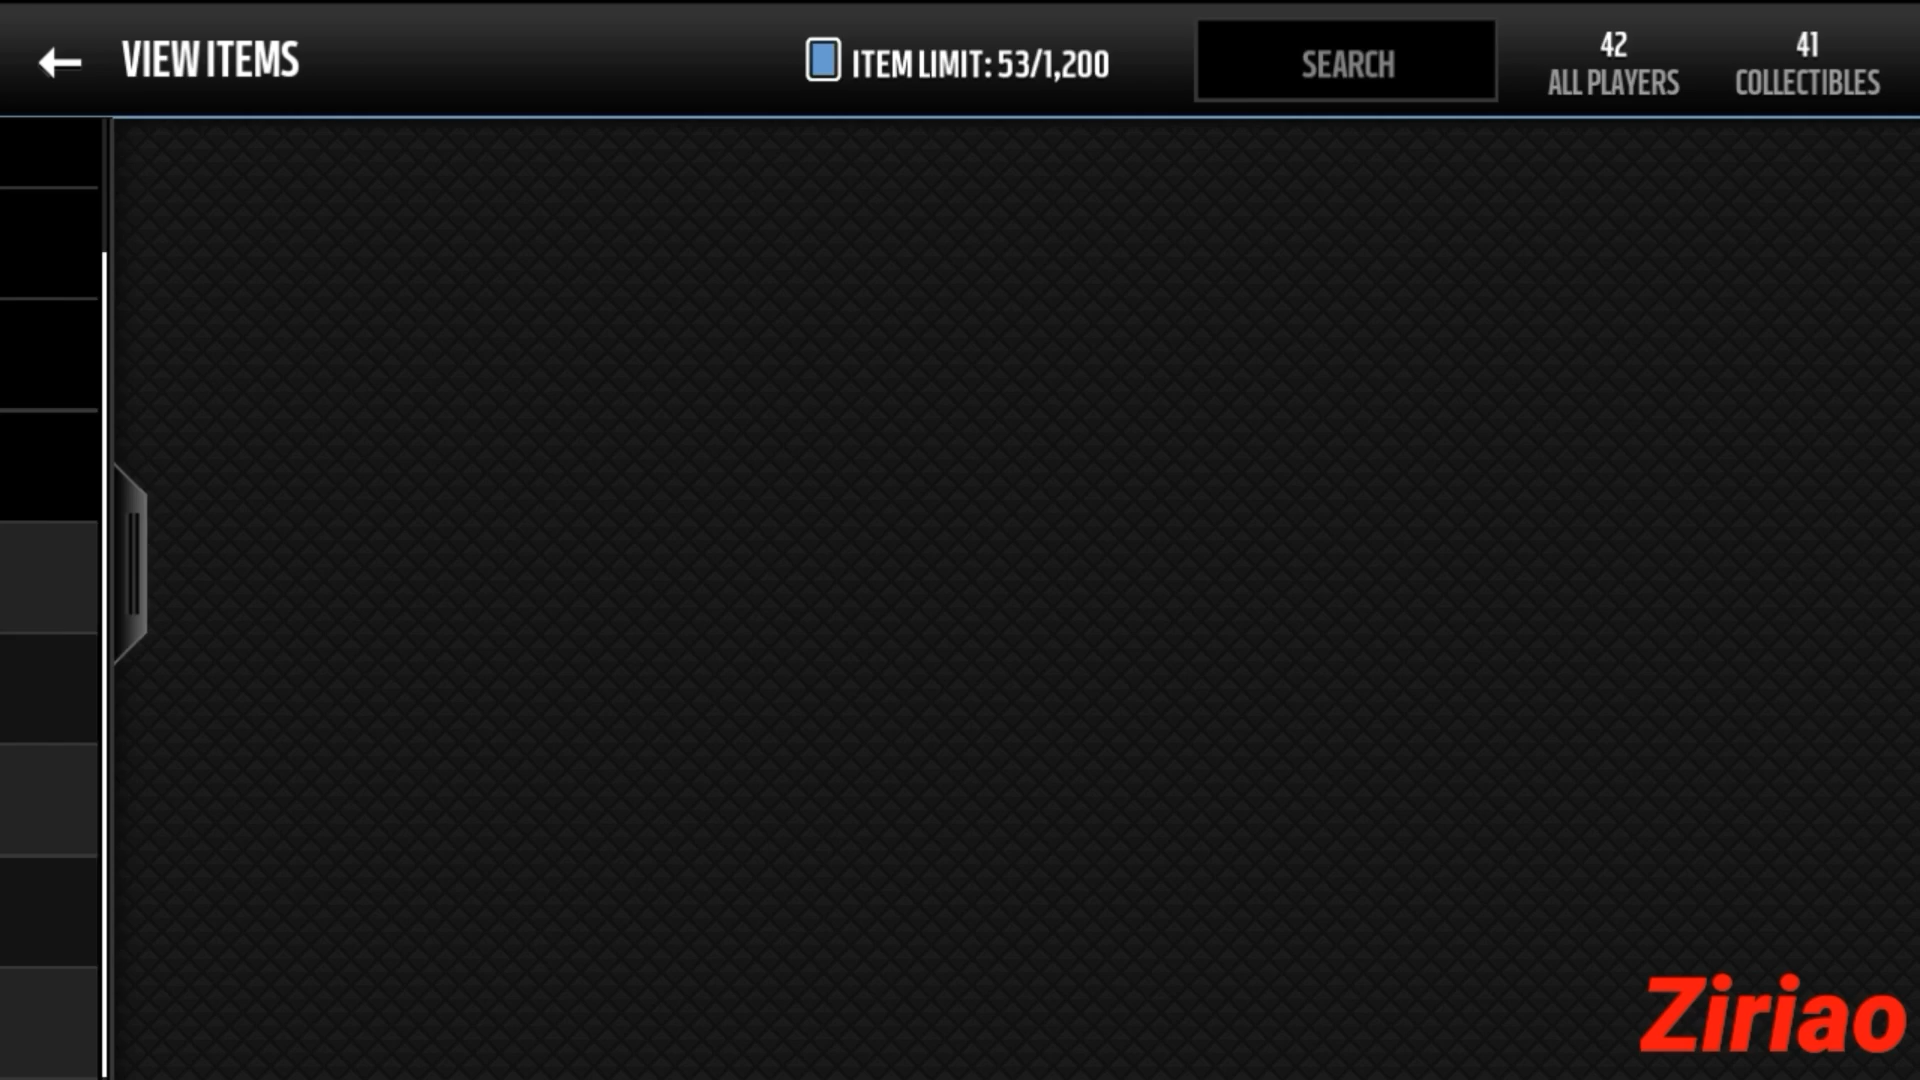 VIEW ITEMS
ITEM LIMIT: 53/1,200
SEARCH
42
ALL PLAYERS
41
COLLECTIBLES
Ziriao